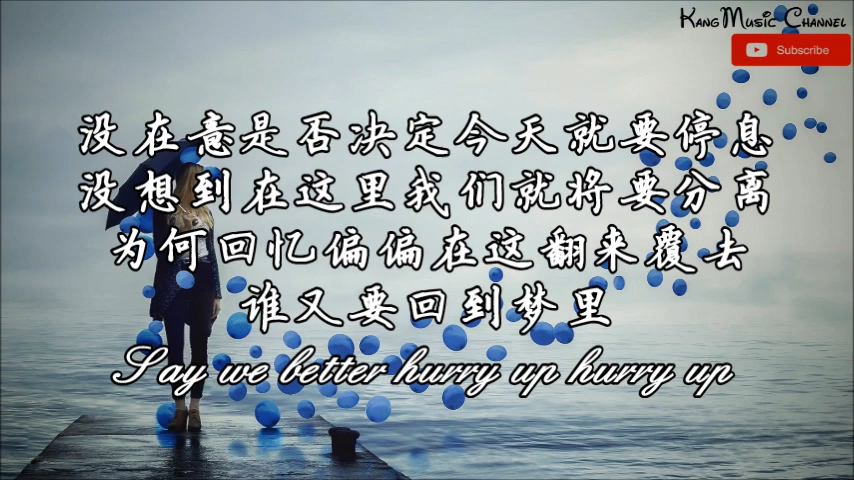 Kang Music Channel
Subscribe
没在意是否决定今天就要停息
没想到在这里我们就将要分离
为何回忆偏偏在这翻来覆去
谁又要回到梦里
Say we better hurry up hurry up